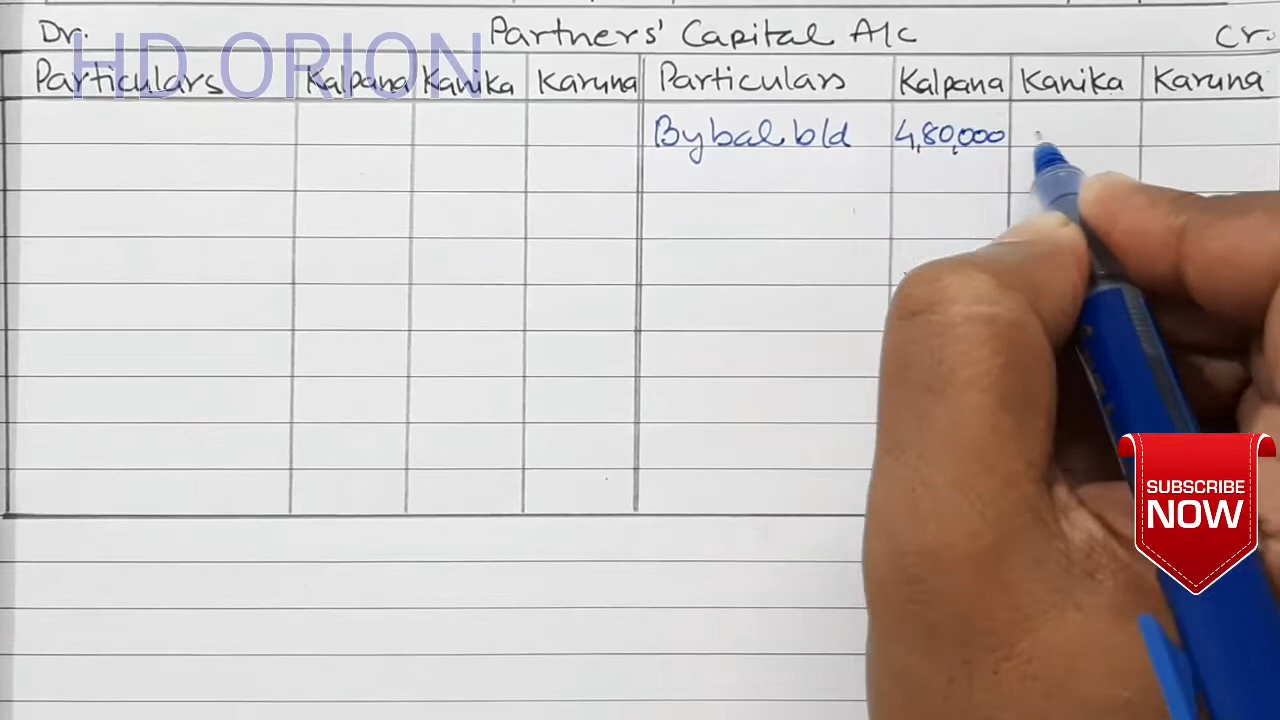 Dr. Partners' Capital A/c Cr.
HD ORION
Particulars Kalpana Kanika Karuna Particulars Kalpana Kanika Karuna
By bal. b/d 4,80,000
SUBSCRIBE
NOW